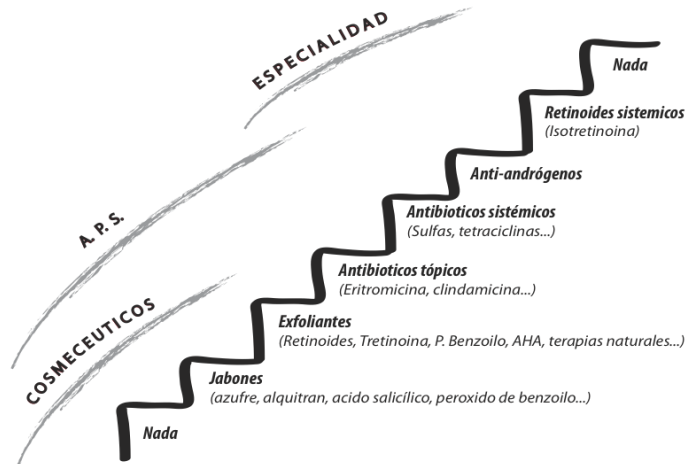 ESPECIALIDAD
Nada
Retinoides sistemicos
(Isotretinoina)
Anti-andrógenos
A. P. S.
Antibioticos sistémicos
(Sulfas, tetraciclinas...)
Antibioticos tópicos
(Eritromicina, clindamicina...)
COSMECEUTICOS
Exfoliantes
(Retinoides, Tretinoina, P. Benzoilo, AHA, terapias naturales...)
Jabones
(azufre, alquitran, acido salicílico, peroxido de benzoilo...)
Nada